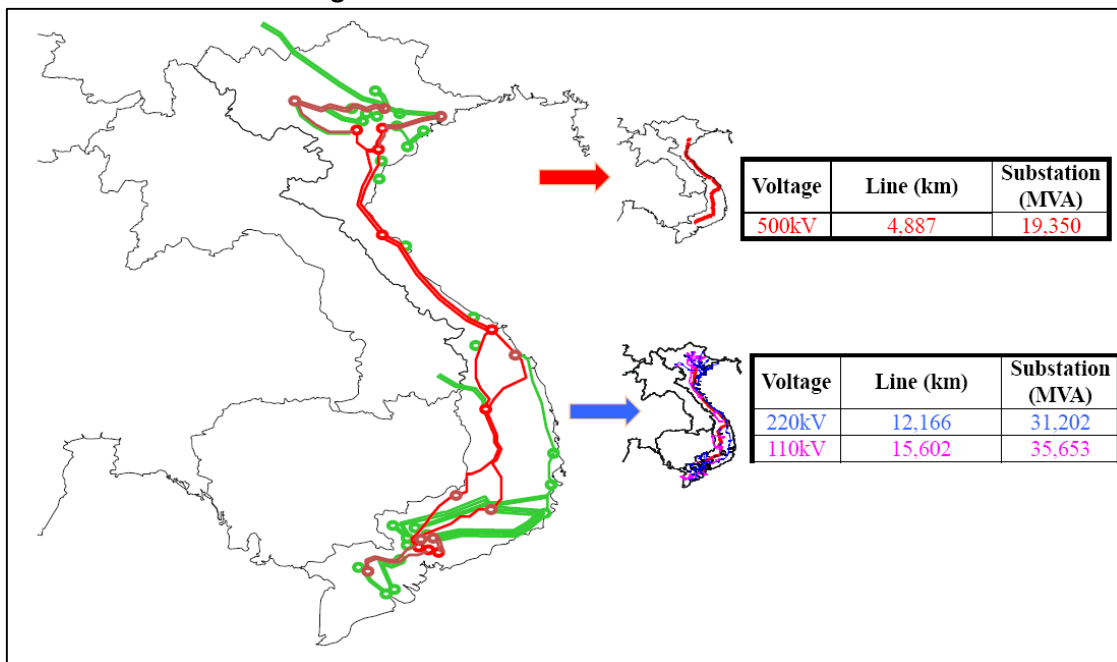 Voltage Line (km) Substation (MVA)
500kV 4,887 19,350
Voltage Line (km) Substation (MVA)
220kV 12,166 31,202
110kV 15,602 35,653